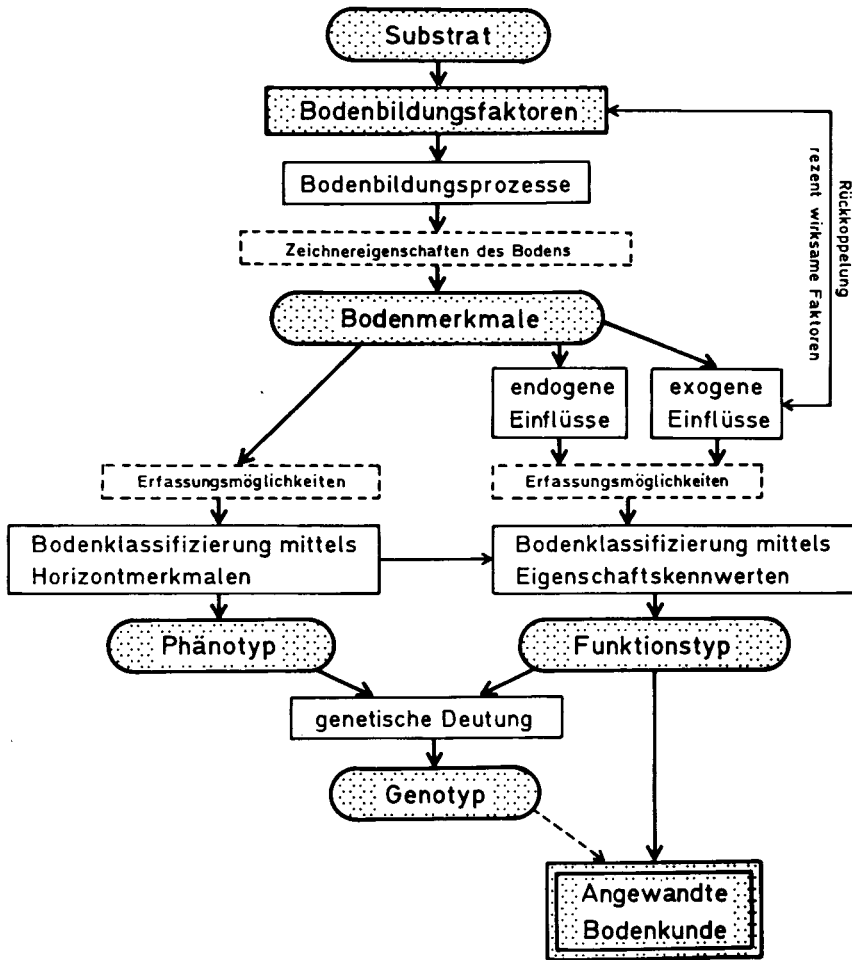 Substrat
Bodenbildungsfaktoren
Bodenbildungsprozesse
Zeichnereigenschaften des Bodens
Bodenmerkmale
Rückkoppelung
rezent wirksame Faktoren
endogene
Einflüsse
exogene
Einflüsse
Erfassungsmöglichkeiten
Erfassungsmöglichkeiten
Bodenklassifizierung mittels
Horizontmerkmalen
Bodenklassifizierung mittels
Eigenschaftskennwerten
Phänotyp
Funktionstyp
genetische Deutung
Genotyp
Angewandte
Bodenkunde